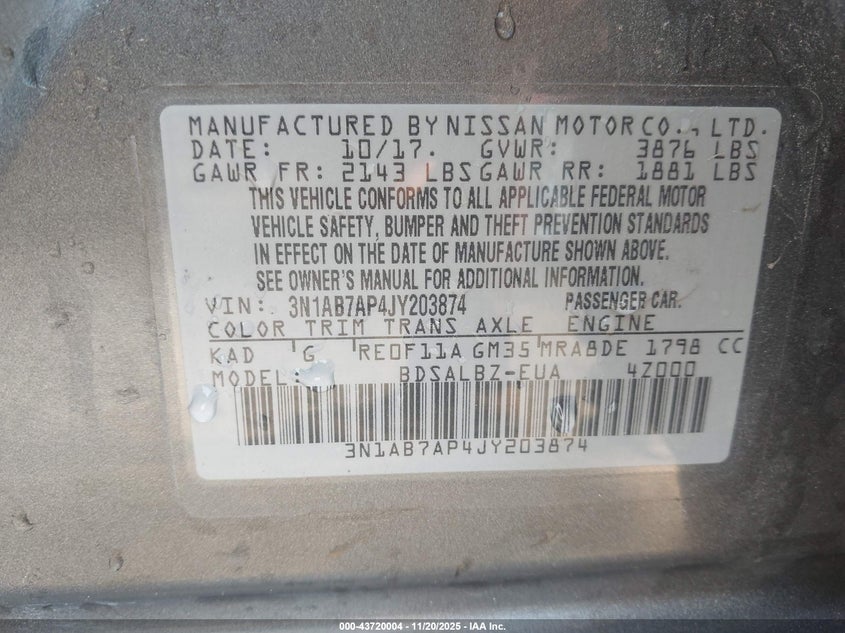 MANUFACTURED BY NISSAN MOTOR CO., LTD.
DATE: 10/17. GVWR: 3876 LBS
GAWR FR: 2143 LBS GAWR RR: 1881 LBS
THIS VEHICLE CONFORMS TO ALL APPLICABLE FEDERAL MOTOR
VEHICLE SAFETY, BUMPER AND THEFT PREVENTION STANDARDS
IN EFFECT ON THE DATE OF MANUFACTURE SHOWN ABOVE.
SEE OWNER'S MANUAL FOR ADDITIONAL INFORMATION.
VIN: 3N1AB7AP4JY203874 PASSENGER CAR.
COLOR TRIM TRANS AXLE ENGINE
KAD G RE0F11A GM35 MRA8DE 1798 CC
MODEL: BDSALBZ-EUA 4Z000
3N1AB7AP4JY203874
000-43720004 — 11/20/2025 — IAA Inc.